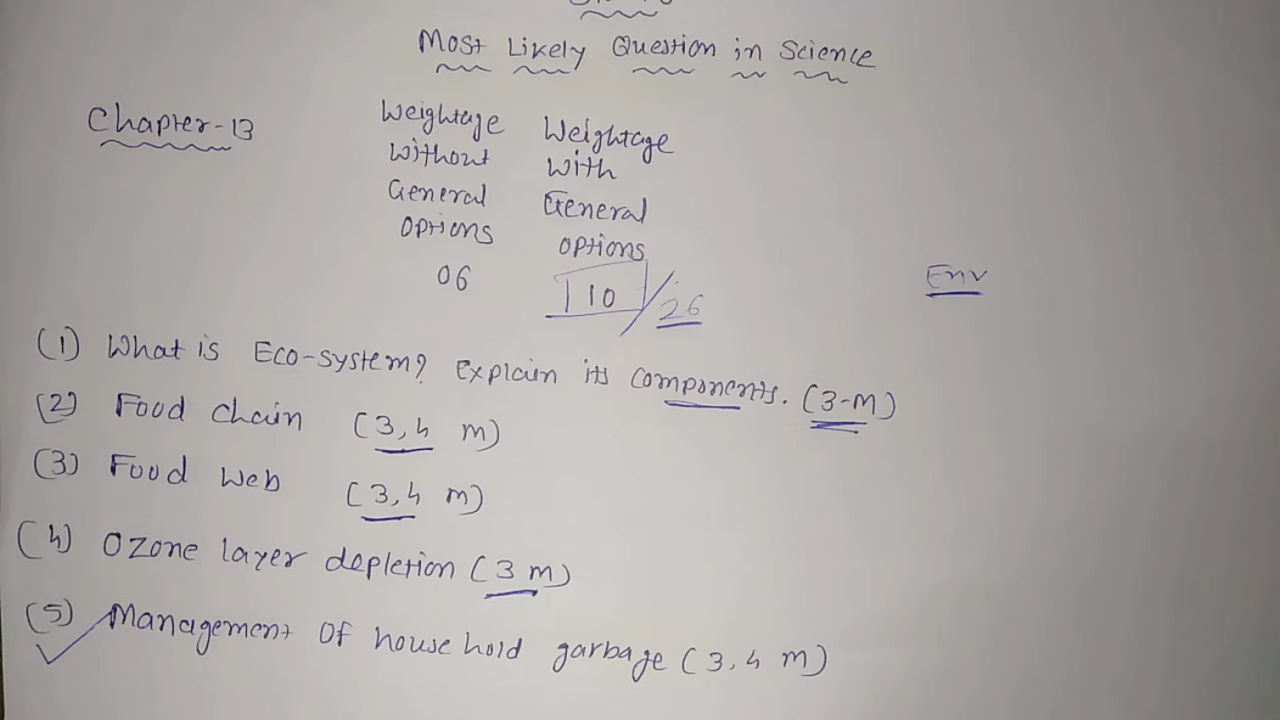 Most Likely Question in Science
Chapter-13
Weightage without General options
06
Weightage with General options
10/26
Env
(1) What is Eco-system? Explain its components. (3-M)
(2) Food chain (3,4 m)
(3) Food web (3,4 m)
(4) Ozone layer depletion (3 m)
(5) Management of house hold garbage (3,4 m)